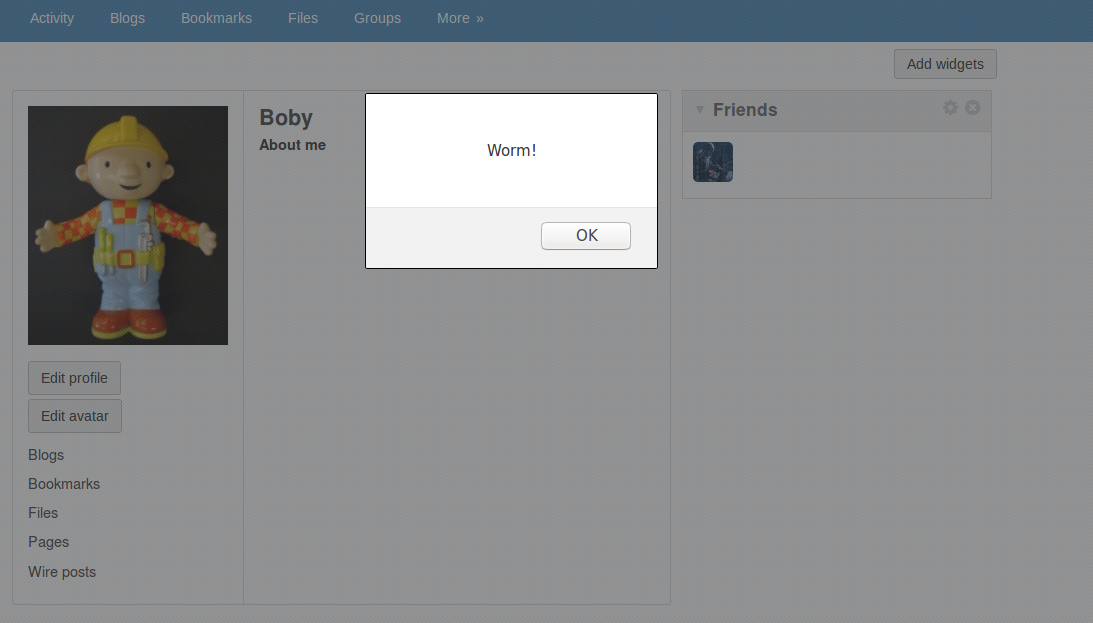 Activity Blogs Bookmarks Files Groups More »
Add widgets
Boby
About me
Worm!
OK
Friends
Edit profile
Edit avatar
Blogs
Bookmarks
Files
Pages
Wire posts